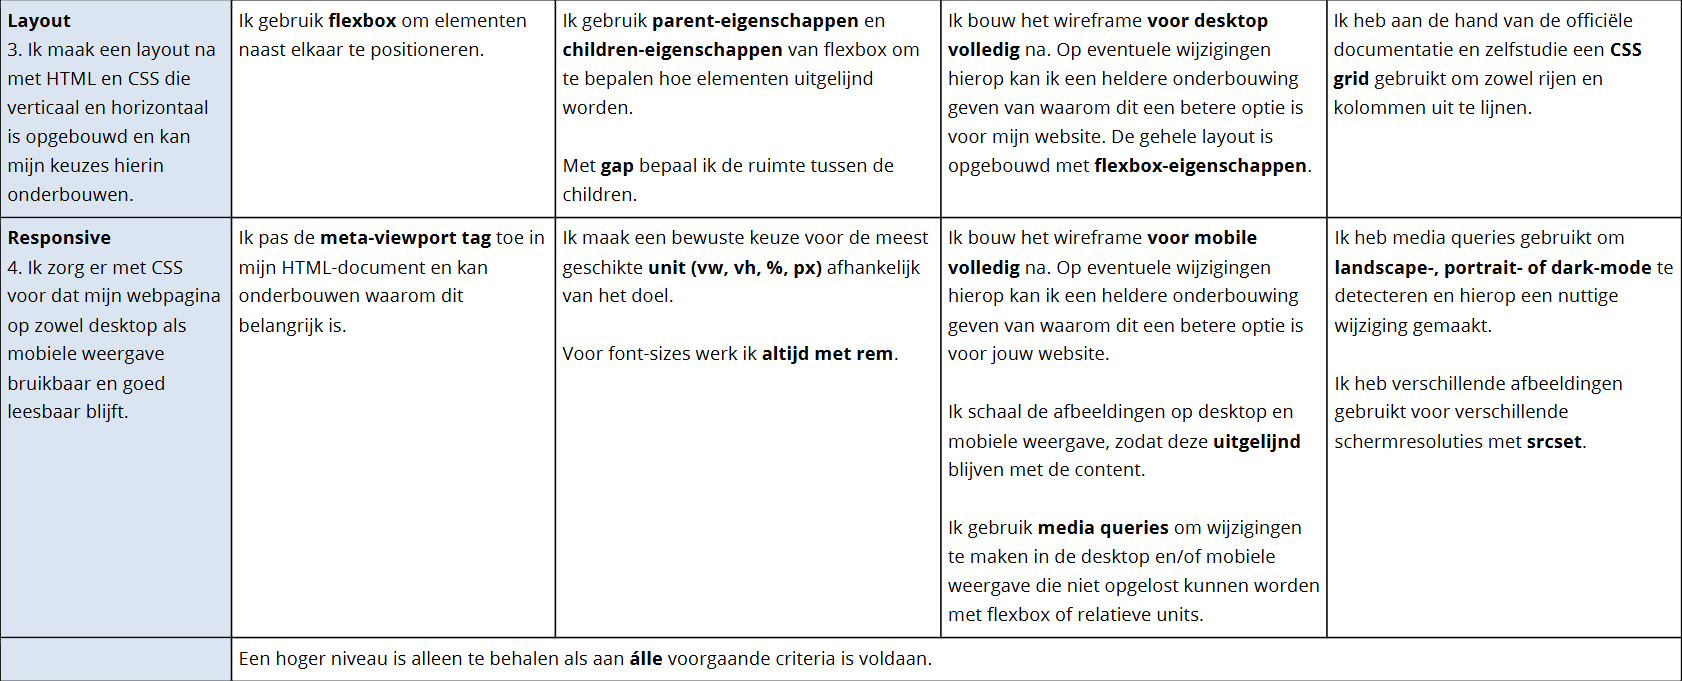 Layout
3. Ik maak een layout na
met HTML en CSS die
verticaal en horizontaal
is opgebouwd en kan
mijn keuzes hierin
onderbouwen.
Ik gebruik flexbox om elementen
naast elkaar te positioneren.
Ik gebruik parent-eigenschappen en
children-eigenschappen van flexbox om
te bepalen hoe elementen uitgelijnd
worden.
Met gap bepaal ik de ruimte tussen de
children.
Ik bouw het wireframe voor desktop
volledig na. Op eventuele wijzigingen
hierop kan ik een heldere onderbouwing
geven van waarom dit een betere optie is
voor mijn website. De gehele layout is
opgebouwd met flexbox-eigenschappen.
Ik heb aan de hand van de officiële
documentatie en zelfstudie een CSS
grid gebruikt om zowel rijen en
kolommen uit te lijnen.
Responsive
4. Ik zorg er met CSS
voor dat mijn webpagina
op zowel desktop als
mobiele weergave
bruikbaar en goed
leesbaar blijft.
Ik pas de meta-viewport tag toe in
mijn HTML-document en kan
onderbouwen waarom dit
belangrijk is.
Ik maak een bewuste keuze voor de meest
geschikte unit (vw, vh, %, px) afhankelijk
van het doel.
Voor font-sizes werk ik altijd met rem.
Ik bouw het wireframe voor mobile
volledig na. Op eventuele wijzigingen
hierop kan ik een heldere onderbouwing
geven van waarom dit een betere optie is
voor jouw website.
Ik schaal de afbeeldingen op desktop en
mobiele weergave, zodat deze uitgelijnd
blijven met de content.
Ik gebruik media queries om wijzigingen
te maken in de desktop en/of mobiele
weergave die niet opgelost kunnen worden
met flexbox of relatieve units.
Ik heb media queries gebruikt om
landscape-, portrait- of dark-mode te
detecteren en hierop een nuttige
wijziging gemaakt.
Ik heb verschillende afbeeldingen
gebruikt voor verschillende
schermresoluties met srcset.
Een hoger niveau is alleen te behalen als aan álle voorgaande criteria is voldaan.